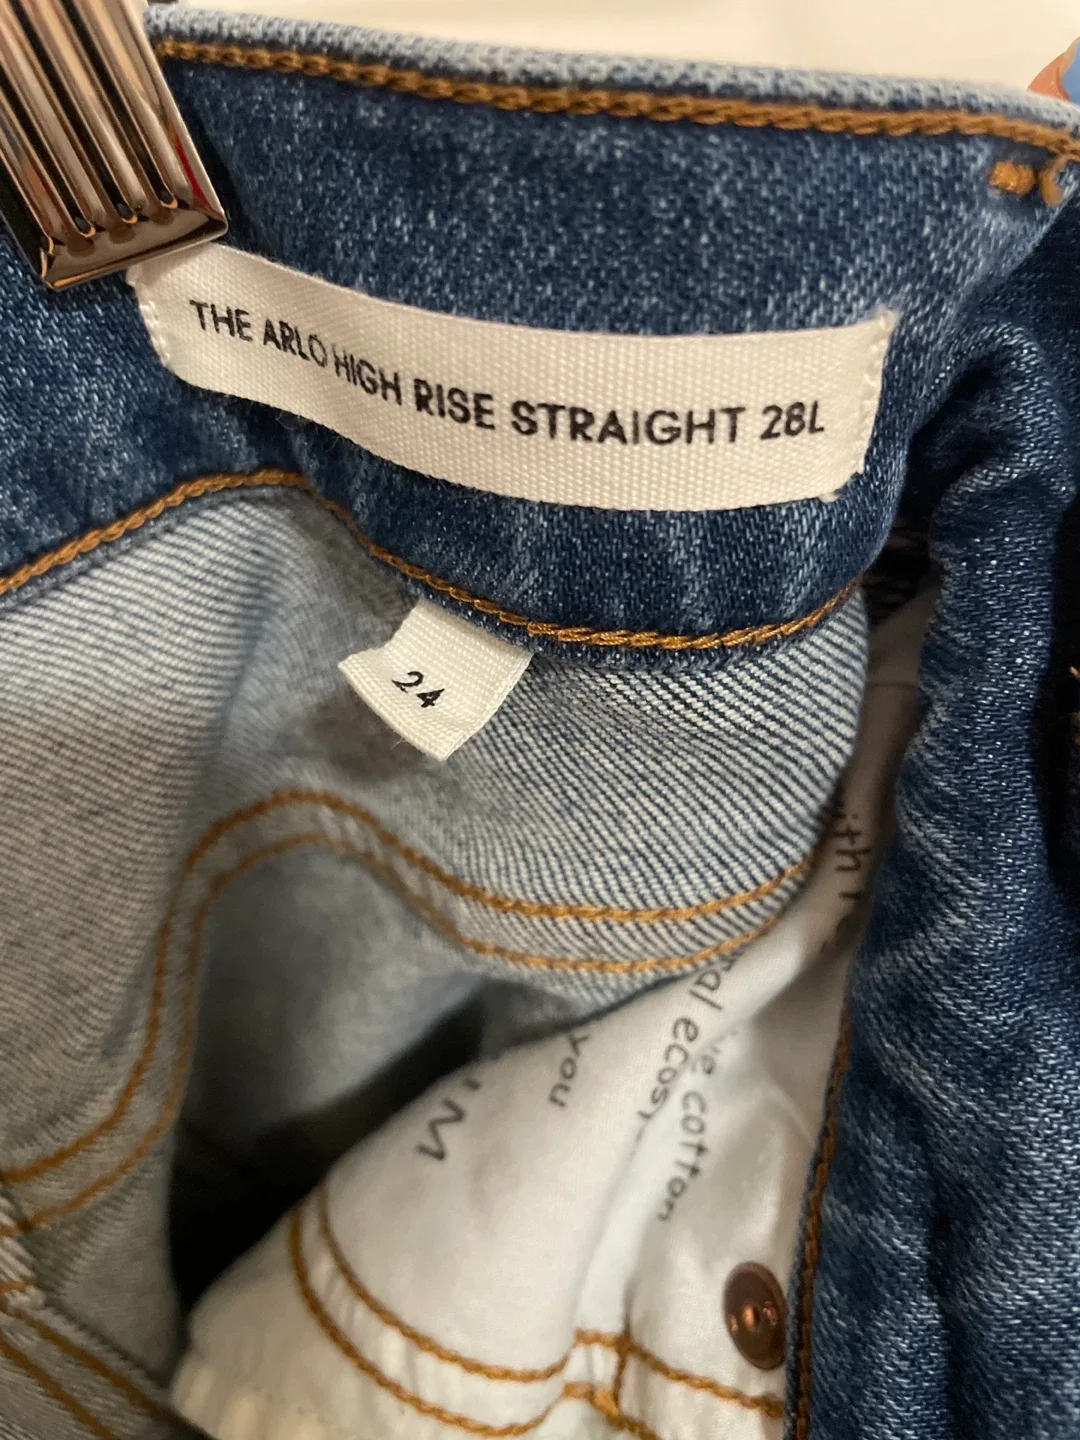 THE ARLO HIGH RISE STRAIGHT 28L
24
you
cotton